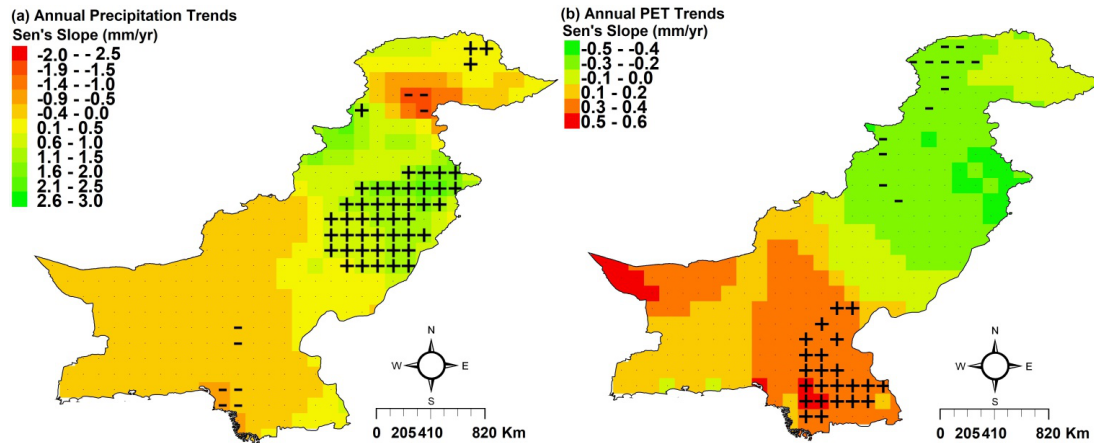 (a) Annual Precipitation Trends
Sen's Slope (mm/yr)
-2.0 - -2.5
-1.9 - -1.5
-1.4 - -1.0
-0.9 - -0.5
-0.4 - 0.0
0.1 - 0.5
0.6 - 1.0
1.1 - 1.5
1.6 - 2.0
2.1 - 2.5
2.6 - 3.0
N
W E
S
0 205 410 820 Km
(b) Annual PET Trends
Sen's Slope (mm/yr)
-0.5 - -0.4
-0.3 - -0.2
-0.1 - 0.0
0.1 - 0.2
0.3 - 0.4
0.5 - 0.6
N
W E
S
0 205 410 820 Km